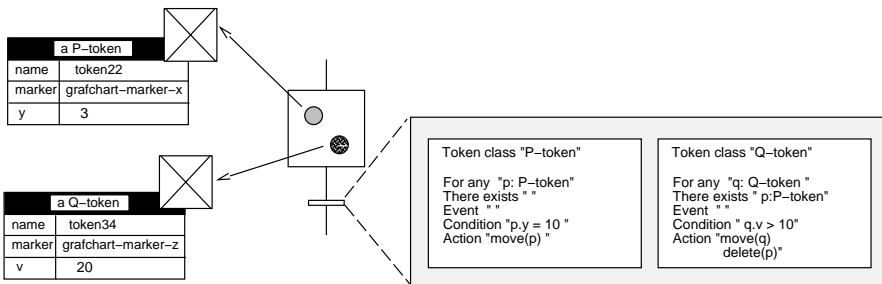 a P−token
name token22
marker grafchart−marker−x
y 3
a Q−token
name token34
marker grafchart−marker−z
v 20
Token class "P−token"
For any "p: P−token"
There exists " "
Event " "
Condition "p.y = 10 "
Action "move(p) "
Token class "Q−token"
For any "q: Q−token "
There exists " p:P−token"
Event " "
Condition " q.v > 10"
Action "move(q)
delete(p)"